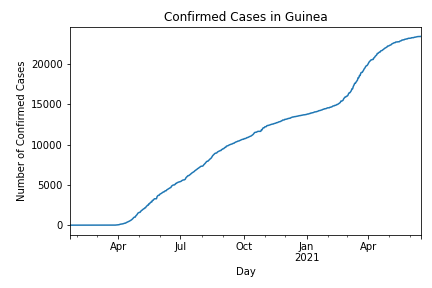 Confirmed Cases in Guinea
Number of Confirmed Cases
20000
15000
10000
5000
0
Apr Jul Oct Jan Apr
2021
Day